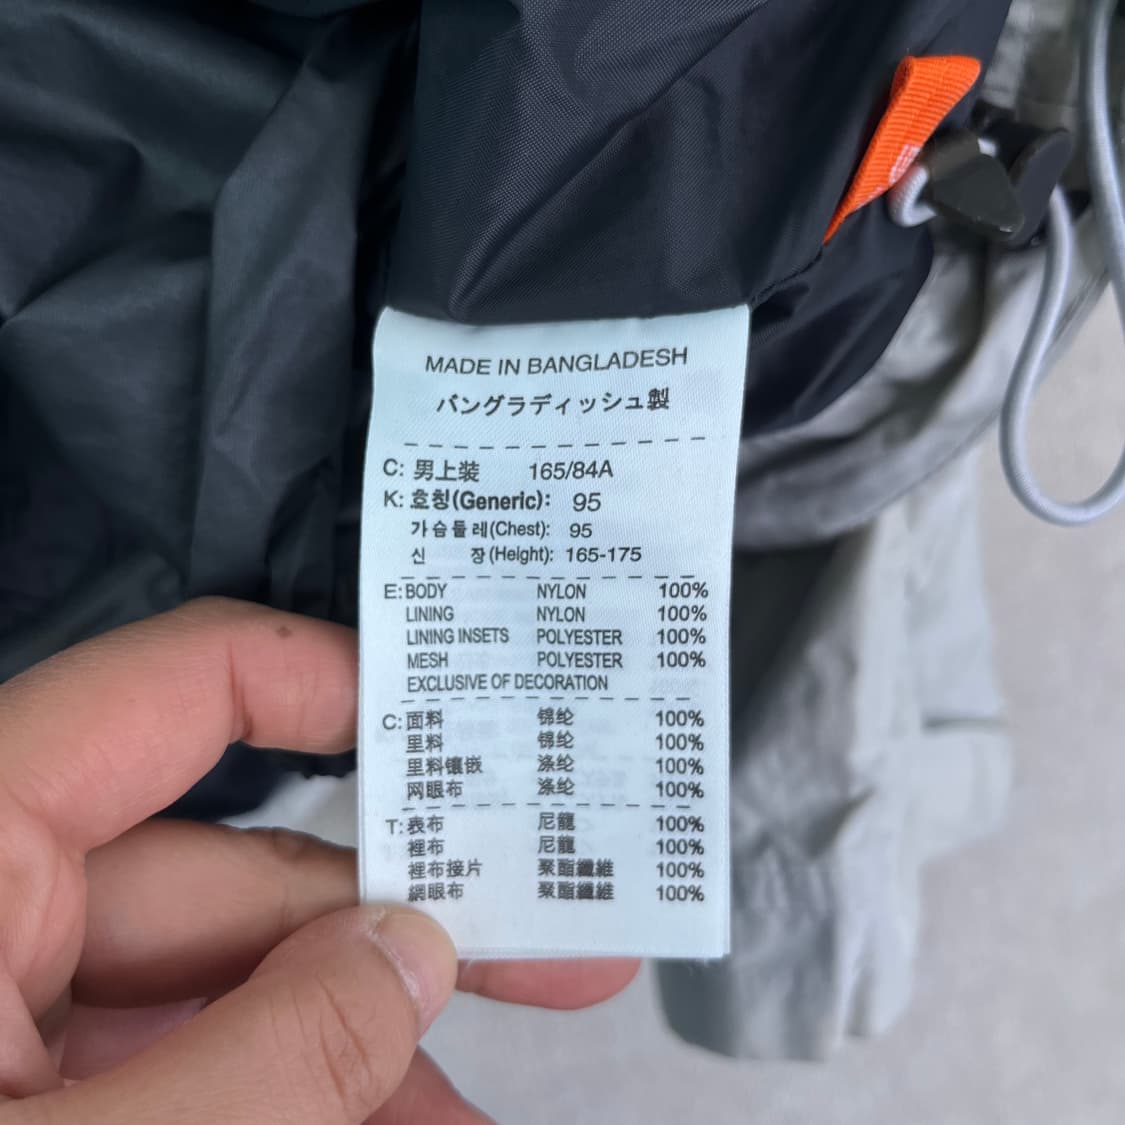 MADE IN BANGLADESH
バングラディッシュ製
C: 男上装 165/84A
K: 호칭(Generic): 95
가슴둘레(Chest): 95
신 장(Height): 165-175
E: BODY NYLON 100%
LINING NYLON 100%
LINING INSETS POLYESTER 100%
MESH POLYESTER 100%
EXCLUSIVE OF DECORATION
C: 面料 锦纶 100%
里料 锦纶 100%
里料镶嵌 涤纶 100%
网眼布 涤纶 100%
T: 表布 尼龍 100%
裡布 尼龍 100%
裡布接片 聚酯纖維 100%
網眼布 聚酯纖維 100%